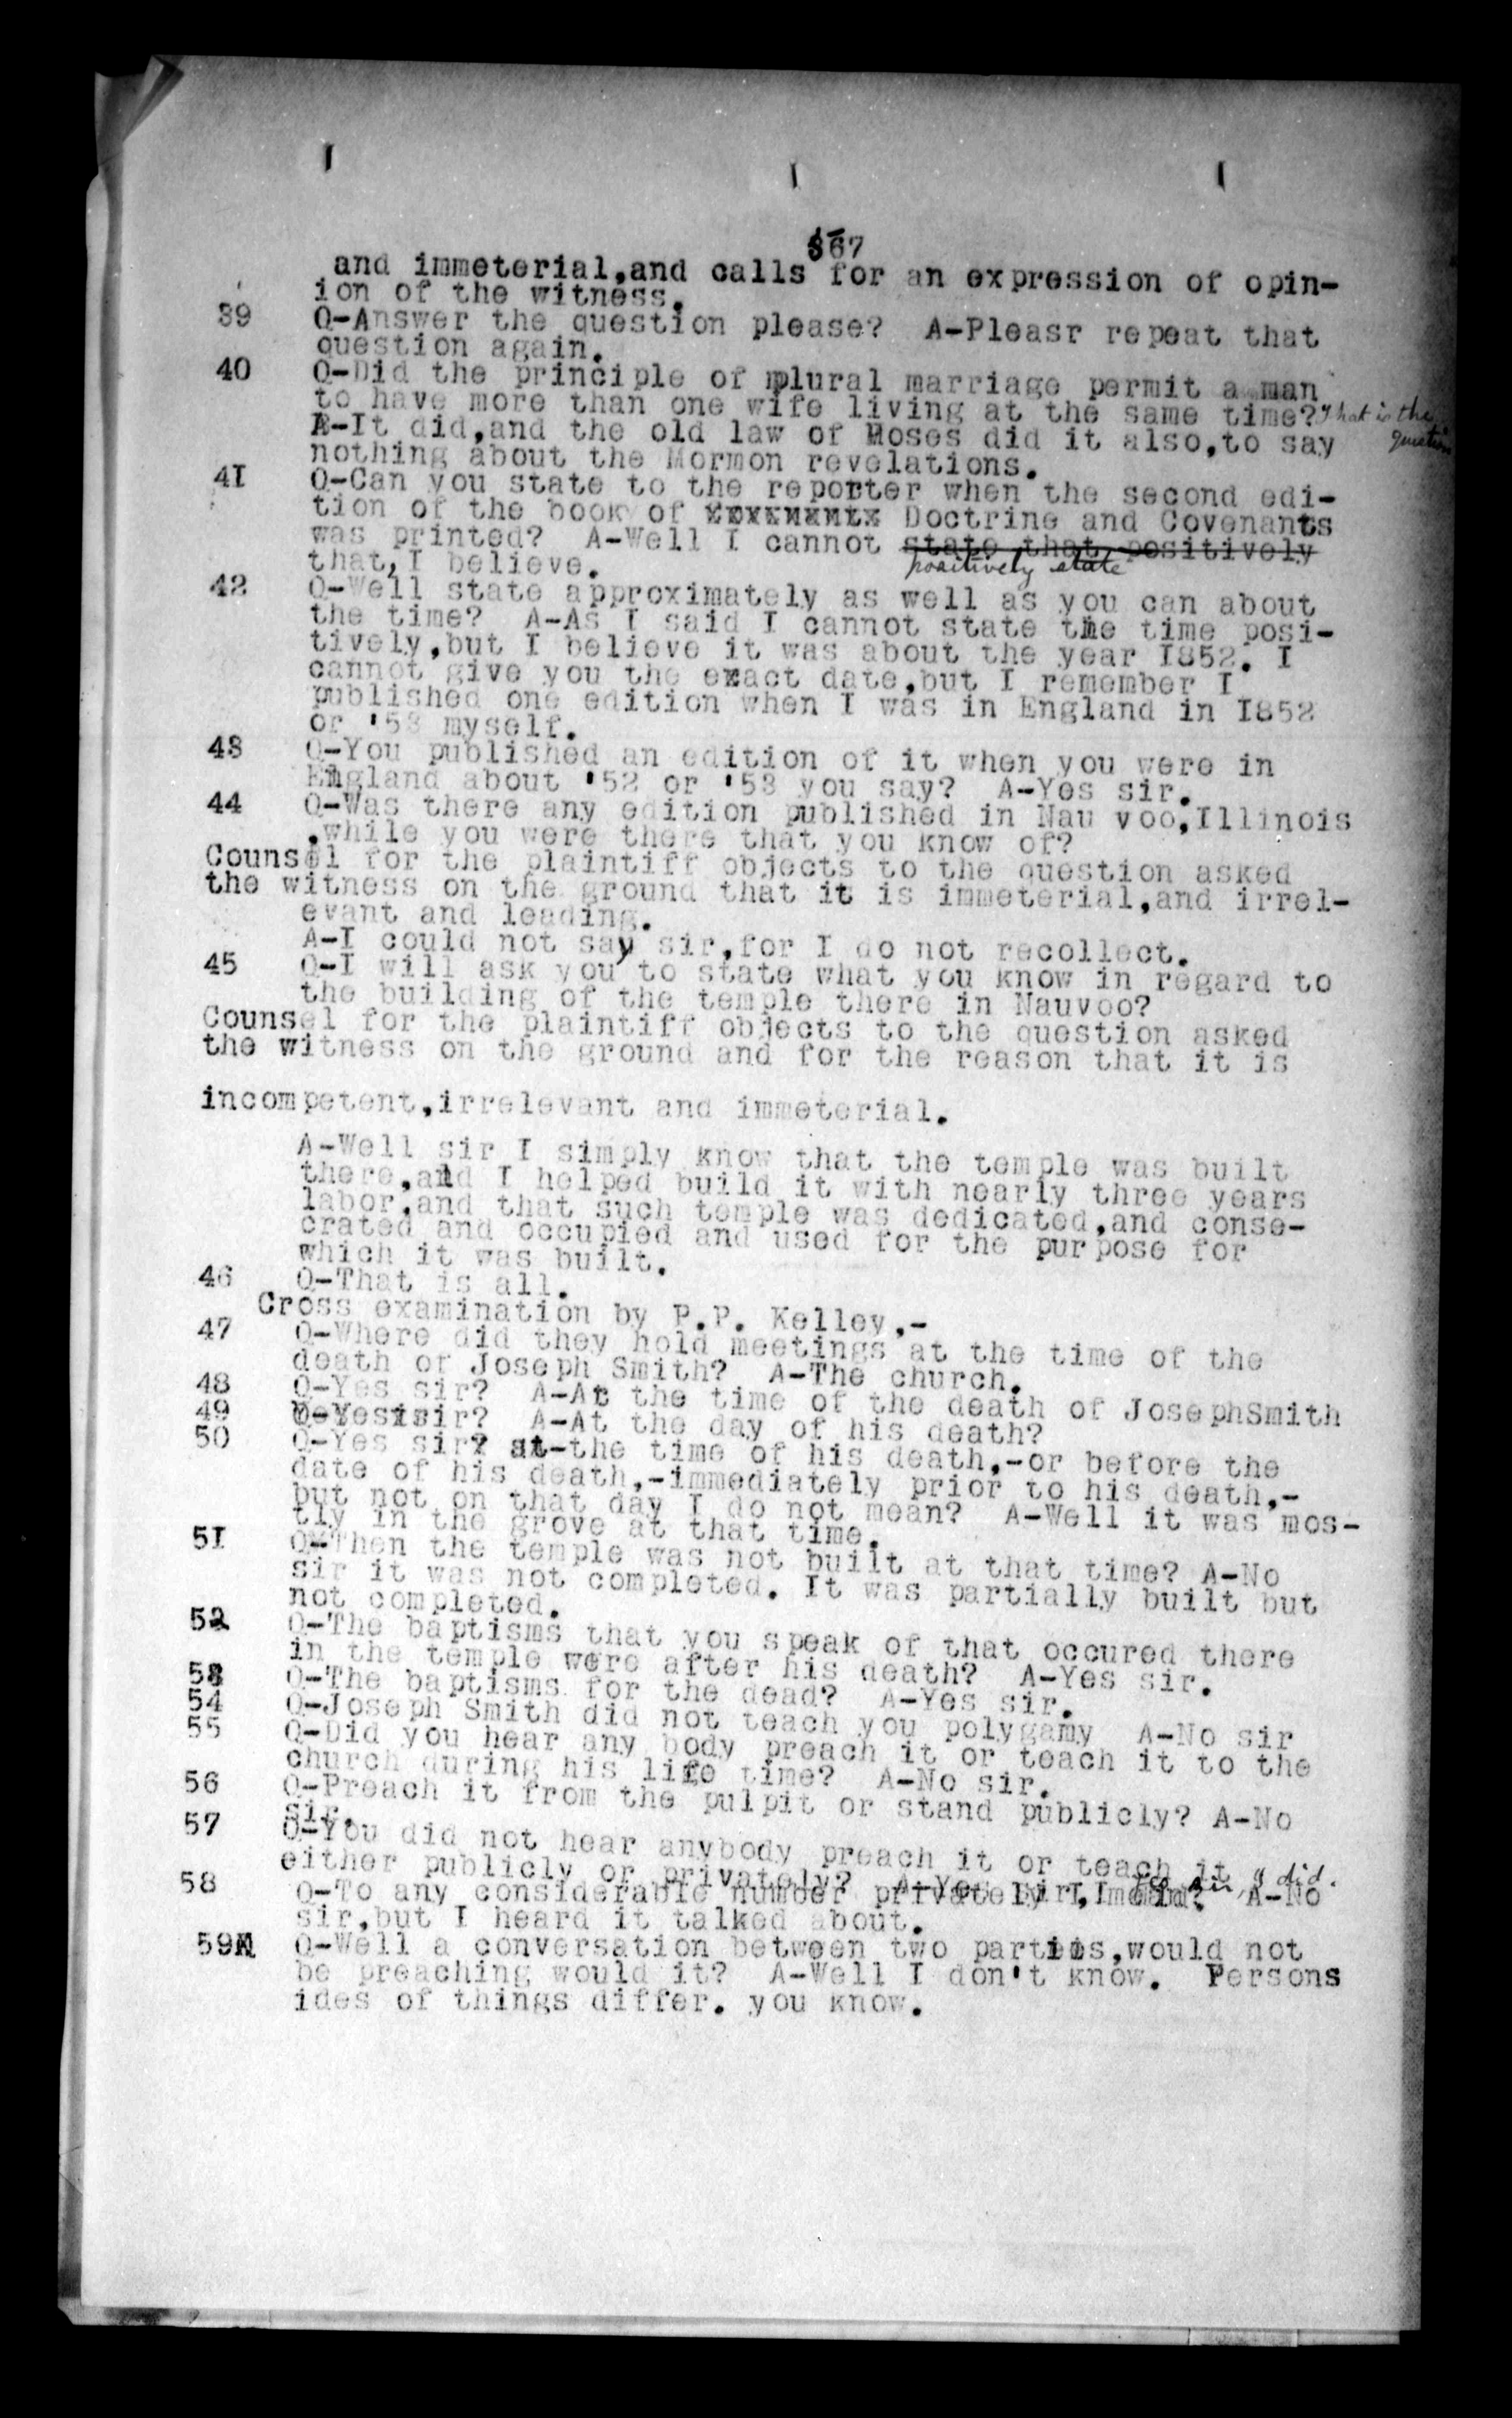 367
and immeterial,and calls for an expression of opin-
ion of the witness.
39 Q-Answer the question please? A-Pleasr repeat that
question again.
40 Q-Did the principle of plural marriage permit a man
to have more than one wife living at the same time? That is the question
A-It did,and the old law of Moses did it also,to say
nothing about the Mormon revelations.
41 Q-Can you state to the reporter when the second edi-
tion of the book of Doctrine and Covenants
was printed? A-Well I cannot state that positively
positively state
that, I believe.
42 Q-Well state approximately as well as you can about
the time? A-As I said I cannot state the time posi-
tively,but I believe it was about the year I852. I
cannot give you the exact date,but I remember I
published one edition when I was in England in I852
or '53 myself.
43 Q-You published an edition of it when you were in
England about '52 or '53 you say? A-Yes sir.
44 Q-Was there any edition published in Nau voo,Illinois
.while you were there that you know of?
Counsel for the plaintiff objects to the question asked
the witness on the ground that it is immeterial,and irrel-
evant and leading.
A-I could not say sir,for I do not recollect.
45 Q-I will ask you to state what you know in regard to
the building of the temple there in Nauvoo?
Counsel for the plaintiff objects to the question asked
the witness on the ground and for the reason that it is
incompetent,irrelevant and immeterial.
A-Well sir I simply know that the temple was built
there,and I helped build it with nearly three years
labor,and that such temple was dedicated,and conse-
crated and occupied and used for the purpose for
which it was built.
46 Q-That is all.
Cross examination by P.P. Kelley,-
47 Q-Where did they hold meetings at the time of the
death of Joseph Smith? A-The church.
48 Q-Yes sir? A-At the time of the death of JosephSmith
49 Q-Yes sir? A-At the day of his death?
50 Q-Yes sir? at-the time of his death,-or before the
date of his death,-immediately prior to his death,-
but not on that day I do not mean? A-Well it was mos-
tly in the grove at that time.
5I Q-Then the temple was not built at that time? A-No
sir it was not completed. It was partially built but
not completed.
52 Q-The baptisms that you speak of that occured there
in the temple were after his death? A-Yes sir.
53 Q-The baptisms for the dead? A-Yes sir.
54 Q-Joseph Smith did not teach you polygamy A-No sir
55 Q-Did you hear any body preach it or teach it to the
church during his life time? A-No sir.
56 Q-Preach it from the pulpit or stand publicly? A-No
sir.
57 Q-You did not hear anybody preach it or teach it
either publicly or privately? A-Yes sir, I did.
Yes sir, I did.
58 Q-To any considerable number privately I mean? A-No
sir,but I heard it talked about.
59 Q-Well a conversation between two parties,would not
be preaching would it? A-Well I don't know. Persons
ides of things differ. you know.